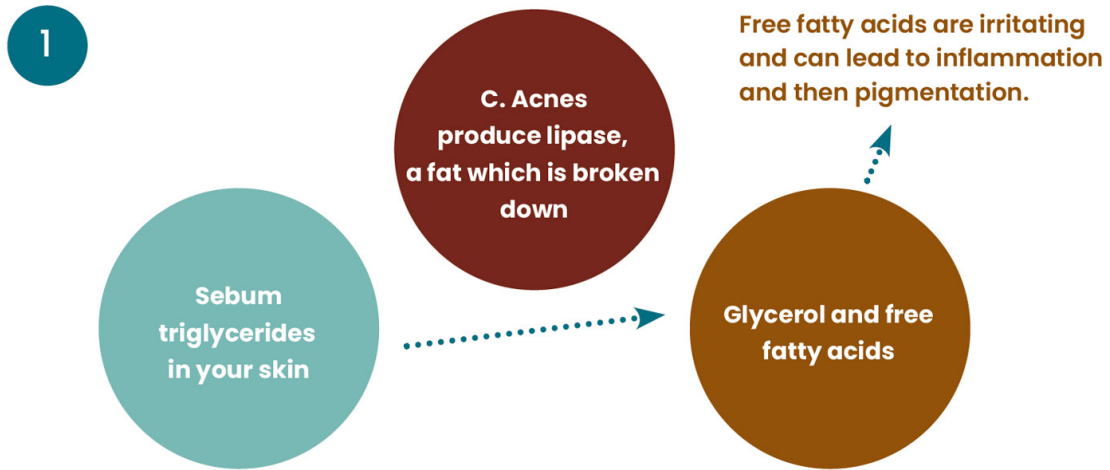 1
Sebum
triglycerides
in your skin
C. Acnes
produce lipase,
a fat which is broken
down
Glycerol and free
fatty acids
Free fatty acids are irritating
and can lead to inflammation
and then pigmentation.